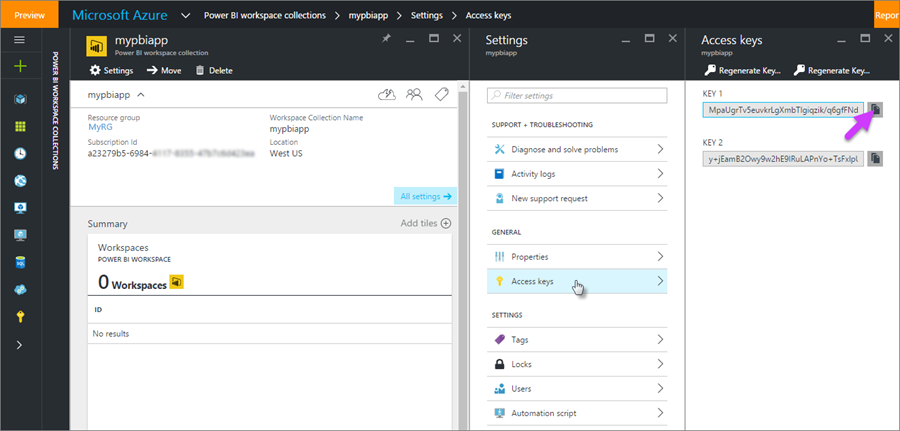 Preview
Microsoft Azure
Power BI workspace collections > mypbiapp > Settings > Access keys
Repor
POWER BI WORKSPACE COLLECTIONS
mypbiapp
Power BI workspace collection
Settings
Move
Delete
mypbiapp
Resource group
MyRG
Subscription Id
a23279b5-6984-
Workspace Collection Name
mypbiapp
Location
West US
All settings →
Summary
Add tiles
Workspaces
POWER BI WORKSPACE
0 Workspaces
ID
No results
Settings
mypbiapp
Filter settings
SUPPORT + TROUBLESHOOTING
Diagnose and solve problems
Activity logs
New support request
GENERAL
Properties
Access keys
SETTINGS
Tags
Locks
Users
Automation script
Access keys
mypbiapp
Regenerate Key...
Regenerate Key...
KEY 1
MpaUgrTv5euvkrLgXmbTIgiqzik/q6gfFNd
KEY 2
y+jEamB2Owy9w2hE9lRuLAPnYo+TsFxIpl